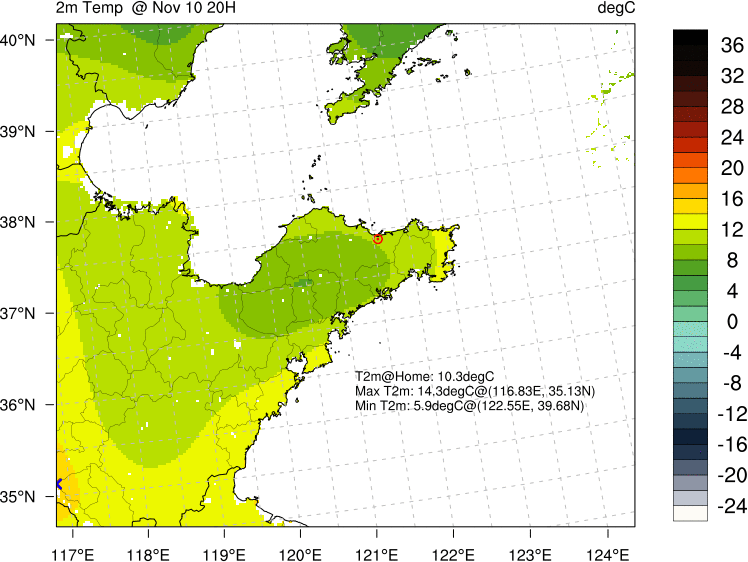 2m Temp @ Nov 10 20H degC
40°N
39°N
38°N
37°N
36°N
35°N
117°E 118°E 119°E 120°E 121°E 122°E 123°E 124°E
T2m@Home: 10.3degC
Max T2m: 14.3degC@(116.83E, 35.13N)
Min T2m: 5.9degC@(122.55E, 39.68N)
36
32
28
24
20
16
12
8
4
0
-4
-8
-12
-16
-20
-24